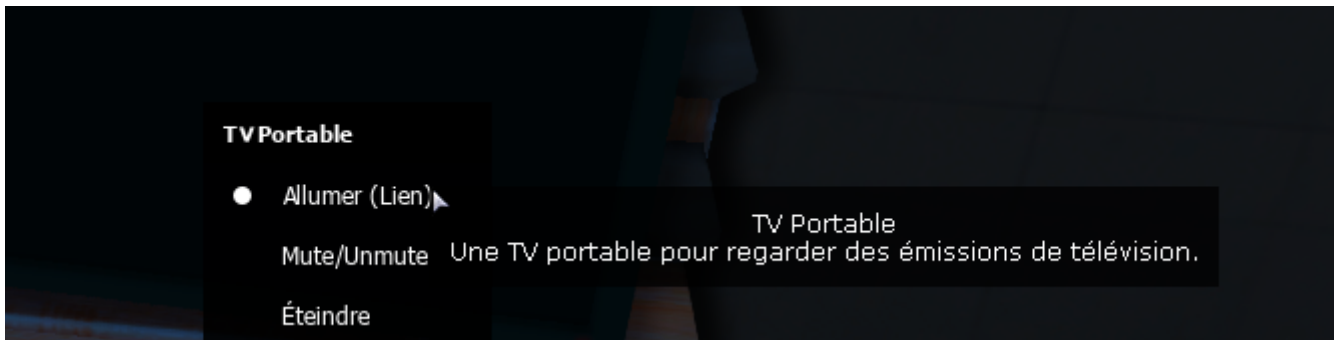 TV Portable
Allumer (Lien)
TV Portable
Mute/Unmute
Une TV portable pour regarder des émissions de télévision.
Éteindre